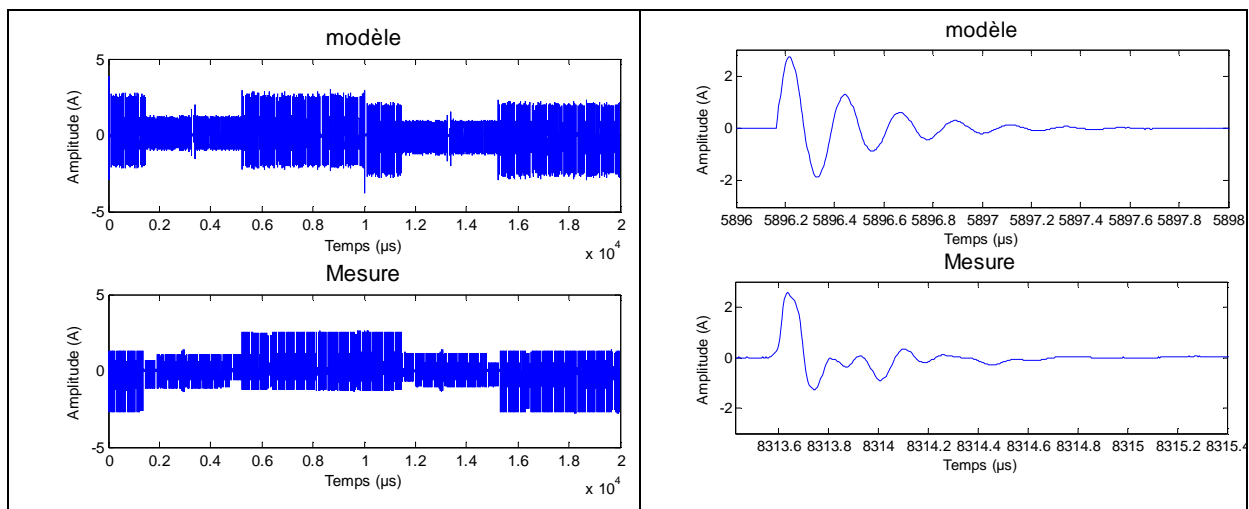 modèle
Amplitude (A)
5
0
-5
0 0.2 0.4 0.6 0.8 1 1.2 1.4 1.6 1.8 2
Temps (µs)
x 10^4
Mesure
Amplitude (A)
5
0
-5
0 0.2 0.4 0.6 0.8 1 1.2 1.4 1.6 1.8 2
Temps (µs)
x 10^4
modèle
Amplitude (A)
2
0
-2
5896 5896.2 5896.4 5896.6 5896.8 5897 5897.2 5897.4 5897.6 5897.8 5898
Temps (µs)
Mesure
Amplitude (A)
2
0
-2
8313.6 8313.8 8314 8314.2 8314.4 8314.6 8314.8 8315 8315.2 8315.4
Temps (µs)